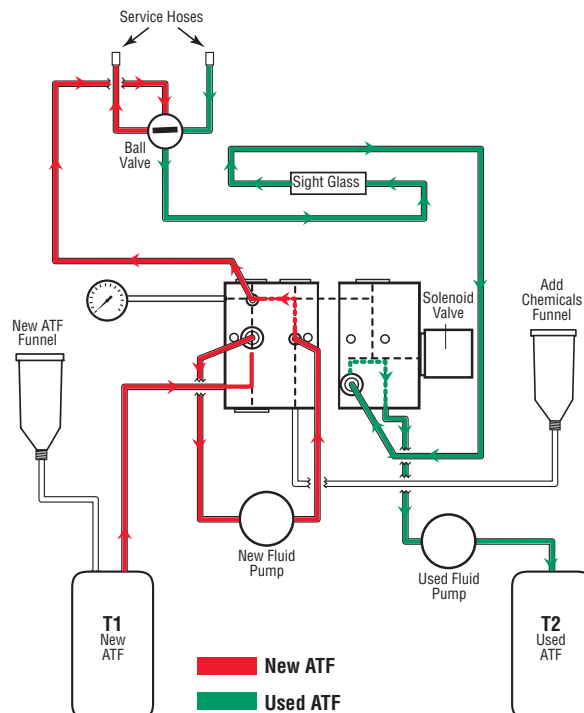 Service Hoses
Ball
Valve
Sight Glass
Solenoid
Valve
Add
Chemicals
Funnel
New ATF
Funnel
New Fluid
Pump
Used Fluid
Pump
T1
New
ATF
T2
Used
ATF
New ATF
Used ATF